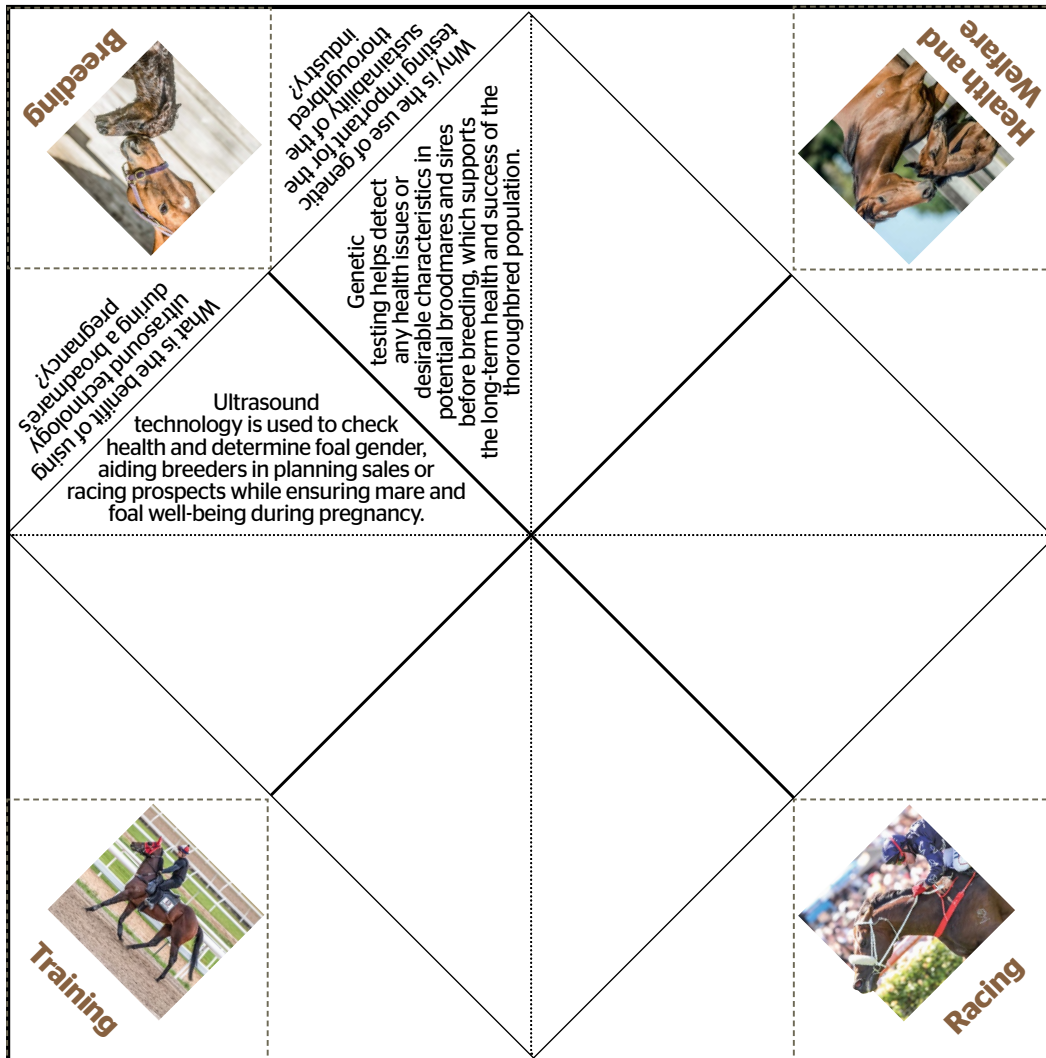 Breeding
Why is the use of genetic
testing important for the
sustainability of the
thoroughbred
industry?
Health and
Welfare
Genetic
testing helps detect
any health issues or
desirable characteristics in
potential broodmares and sires
before breeding, which supports
the long-term health and success of the
thoroughbred population.
What is the benifit of using
ultrasound technology
during a broodmares
pregnancy?
Ultrasound
technology is used to check
health and determine foal gender,
aiding breeders in planning sales or
racing prospects while ensuring mare and
foal well-being during pregnancy.
Training
Racing